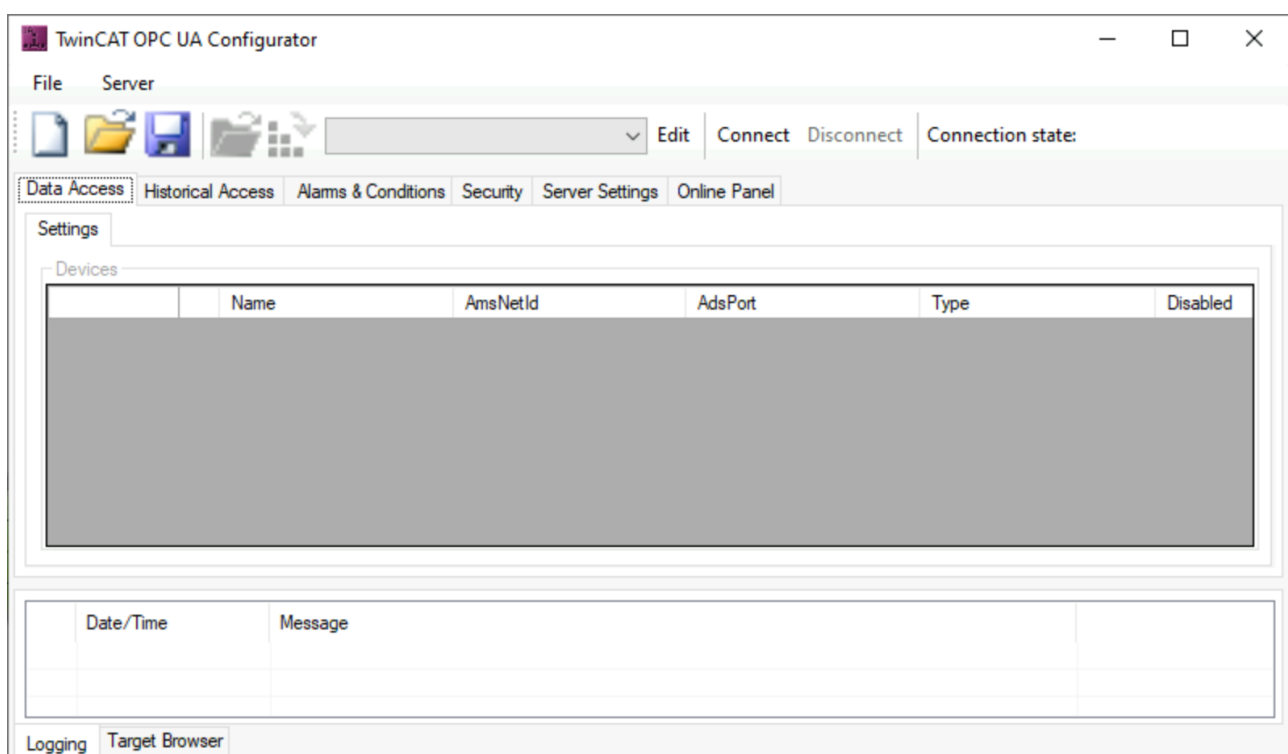 TwinCAT OPC UA Configurator
File Server
Edit Connect Disconnect Connection state:
Data Access Historical Access Alarms & Conditions Security Server Settings Online Panel
Settings
Devices
Name AmsNetId AdsPort Type Disabled
Date/Time Message
Logging Target Browser